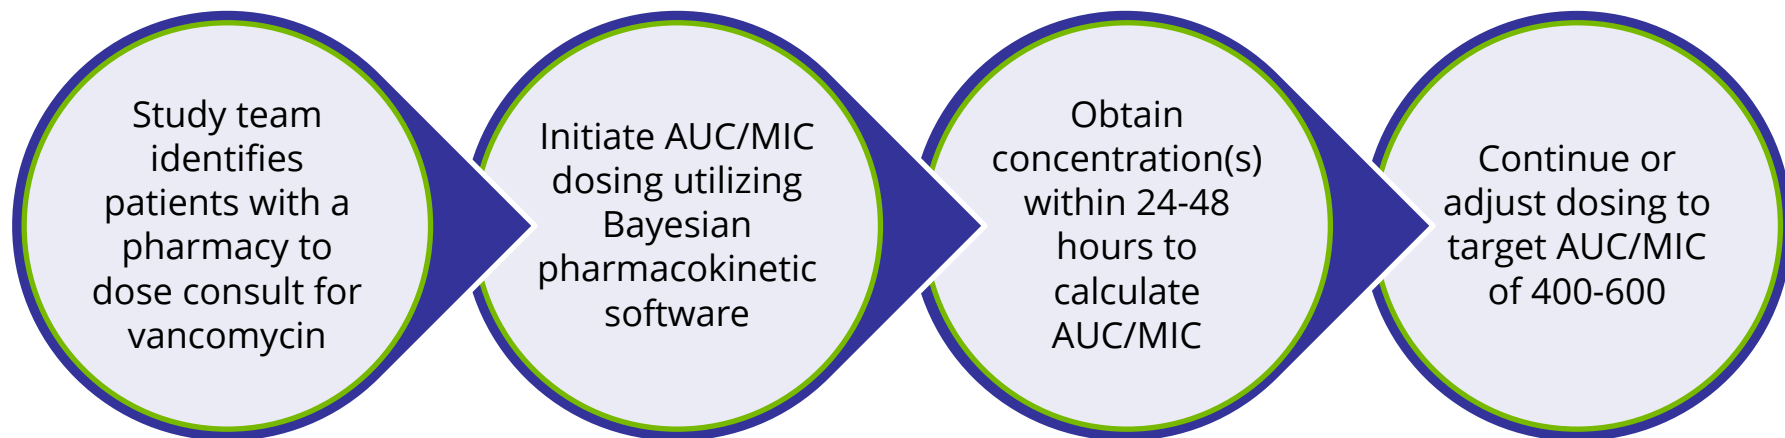 Study team
identifies
patients with a
pharmacy to
dose consult for
vancomycin
Initiate AUC/MIC
dosing utilizing
Bayesian
pharmacokinetic
software
Obtain
concentration(s)
within 24-48
hours to
calculate
AUC/MIC
Continue or
adjust dosing to
target AUC/MIC
of 400-600